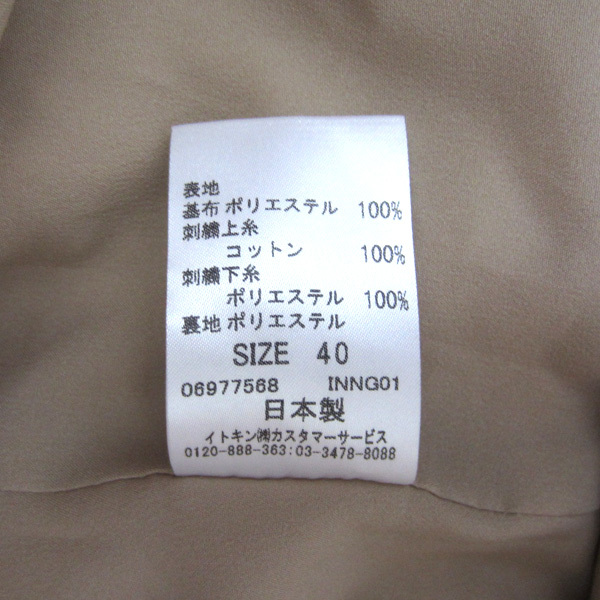 表地
基布 ポリエステル 100%
刺繍上糸
コットン 100%
刺繍下糸
ポリエステル 100%
裏地 ポリエステル
SIZE 40
06977568 INNG01
日本製
イトキン㈱カスタマーサービス
0120-888-363:03-3478-8088